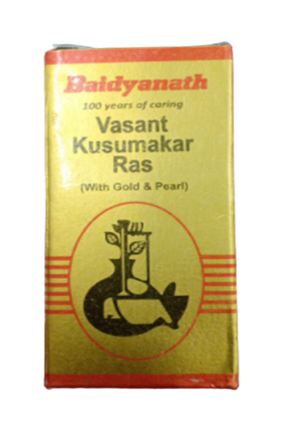 Baidyanath
100 years of caring
Vasant
Kusumakar
Ras
(With Gold & Pearl)